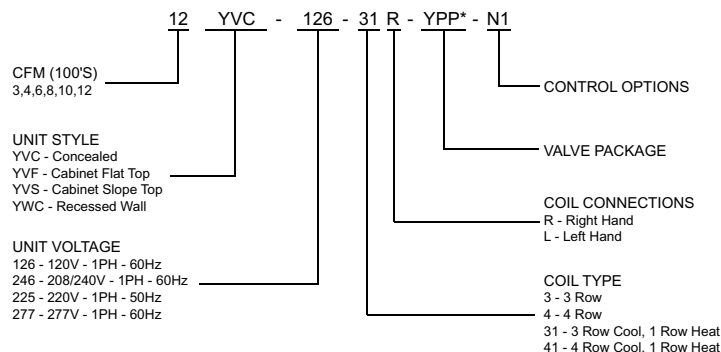 12 YVC - 126 - 31 R - YPP* - N1
CFM (100'S)
3,4,6,8,10,12
UNIT STYLE
YVC - Concealed
YVF - Cabinet Flat Top
YVS - Cabinet Slope Top
YWC - Recessed Wall
UNIT VOLTAGE
126 - 120V - 1PH - 60Hz
246 - 208/240V - 1PH - 60Hz
225 - 220V - 1PH - 50Hz
277 - 277V - 1PH - 60Hz
CONTROL OPTIONS
VALVE PACKAGE
COIL CONNECTIONS
R - Right Hand
L - Left Hand
COIL TYPE
3 - 3 Row
4 - 4 Row
31 - 3 Row Cool, 1 Row Heat
41 - 4 Row Cool, 1 Row Heat